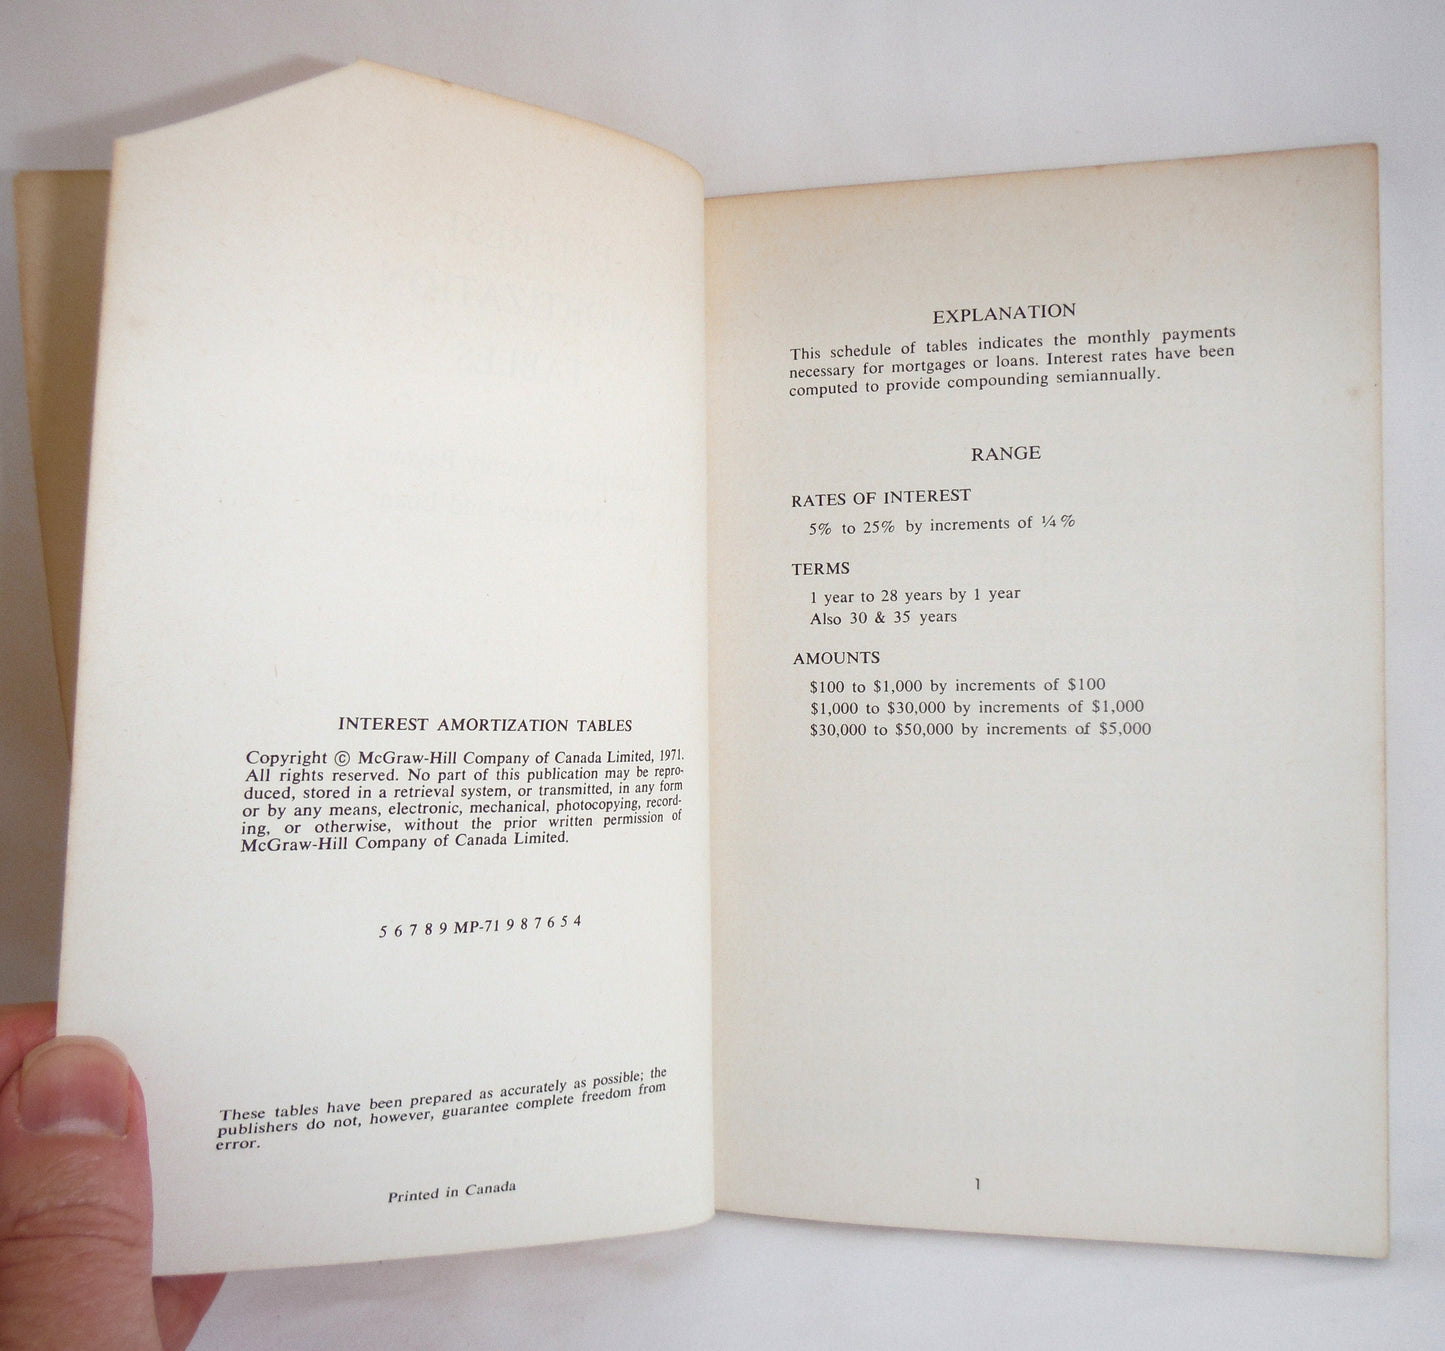 INTEREST AMORTIZATION TABLES
Copyright © McGraw-Hill Company of Canada Limited, 1971.
All rights reserved. No part of this publication may be repro-
duced, stored in a retrieval system, or transmitted, in any form
or by any means, electronic, mechanical, photocopying, record-
ing, or otherwise, without the prior written permission of
McGraw-Hill Company of Canada Limited.
5 6 7 8 9 MP-71 9 8 7 6 5 4
These tables have been prepared as accurately as possible; the
publishers do not, however, guarantee complete freedom from
error.
Printed in Canada
EXPLANATION
This schedule of tables indicates the monthly payments
necessary for mortgages or loans. Interest rates have been
computed to provide compounding semiannually.
RANGE
RATES OF INTEREST
5% to 25% by increments of ¼%
TERMS
1 year to 28 years by 1 year
Also 30 & 35 years
AMOUNTS
$100 to $1,000 by increments of $100
$1,000 to $30,000 by increments of $1,000
$30,000 to $50,000 by increments of $5,000
1